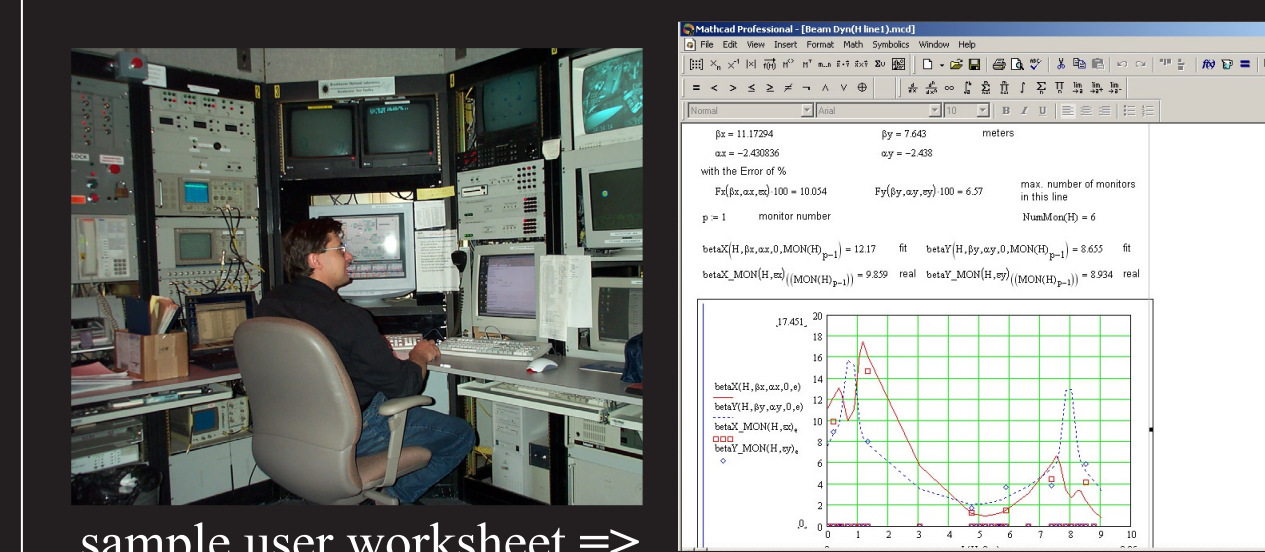 LOCK
Brookhaven National Laboratory
Accelerator Test Facility
sample user worksheet =>
Mathcad Professional - [Beam Dyn(H line1).mcd]
File Edit View Insert Format Math Symbolics Window Help
Normal Arial 10 B I U
βx = 11.17294 βy = 7.643 meters
αx = −2.430836 αy = −2.438
with the Error of %
Fx(βx,αx,εx)·100 = 10.054 Fy(βy,αy,εy)·100 = 6.57 max. number of monitors
in this line
p := 1 monitor number NumMon(H) = 6
betaX(H,βx,αx,0,MON(H)p−1) = 12.17 fit betaY(H,βy,αy,0,MON(H)p−1) = 8.655 fit
betaX_MON(H,εx)((MON(H)p−1)) = 9.859 real betaY_MON(H,εy)((MON(H)p−1)) = 8.934 real
17.451
betaX(H,βx,αx,0,e)
betaY(H,βy,αy,0,e)
betaX_MON(H,εx)e
betaY_MON(H,εy)e
0
20
18
16
14
12
10
8
6
4
2
0
0 1 2 3 4 5 6 7 8 9 10